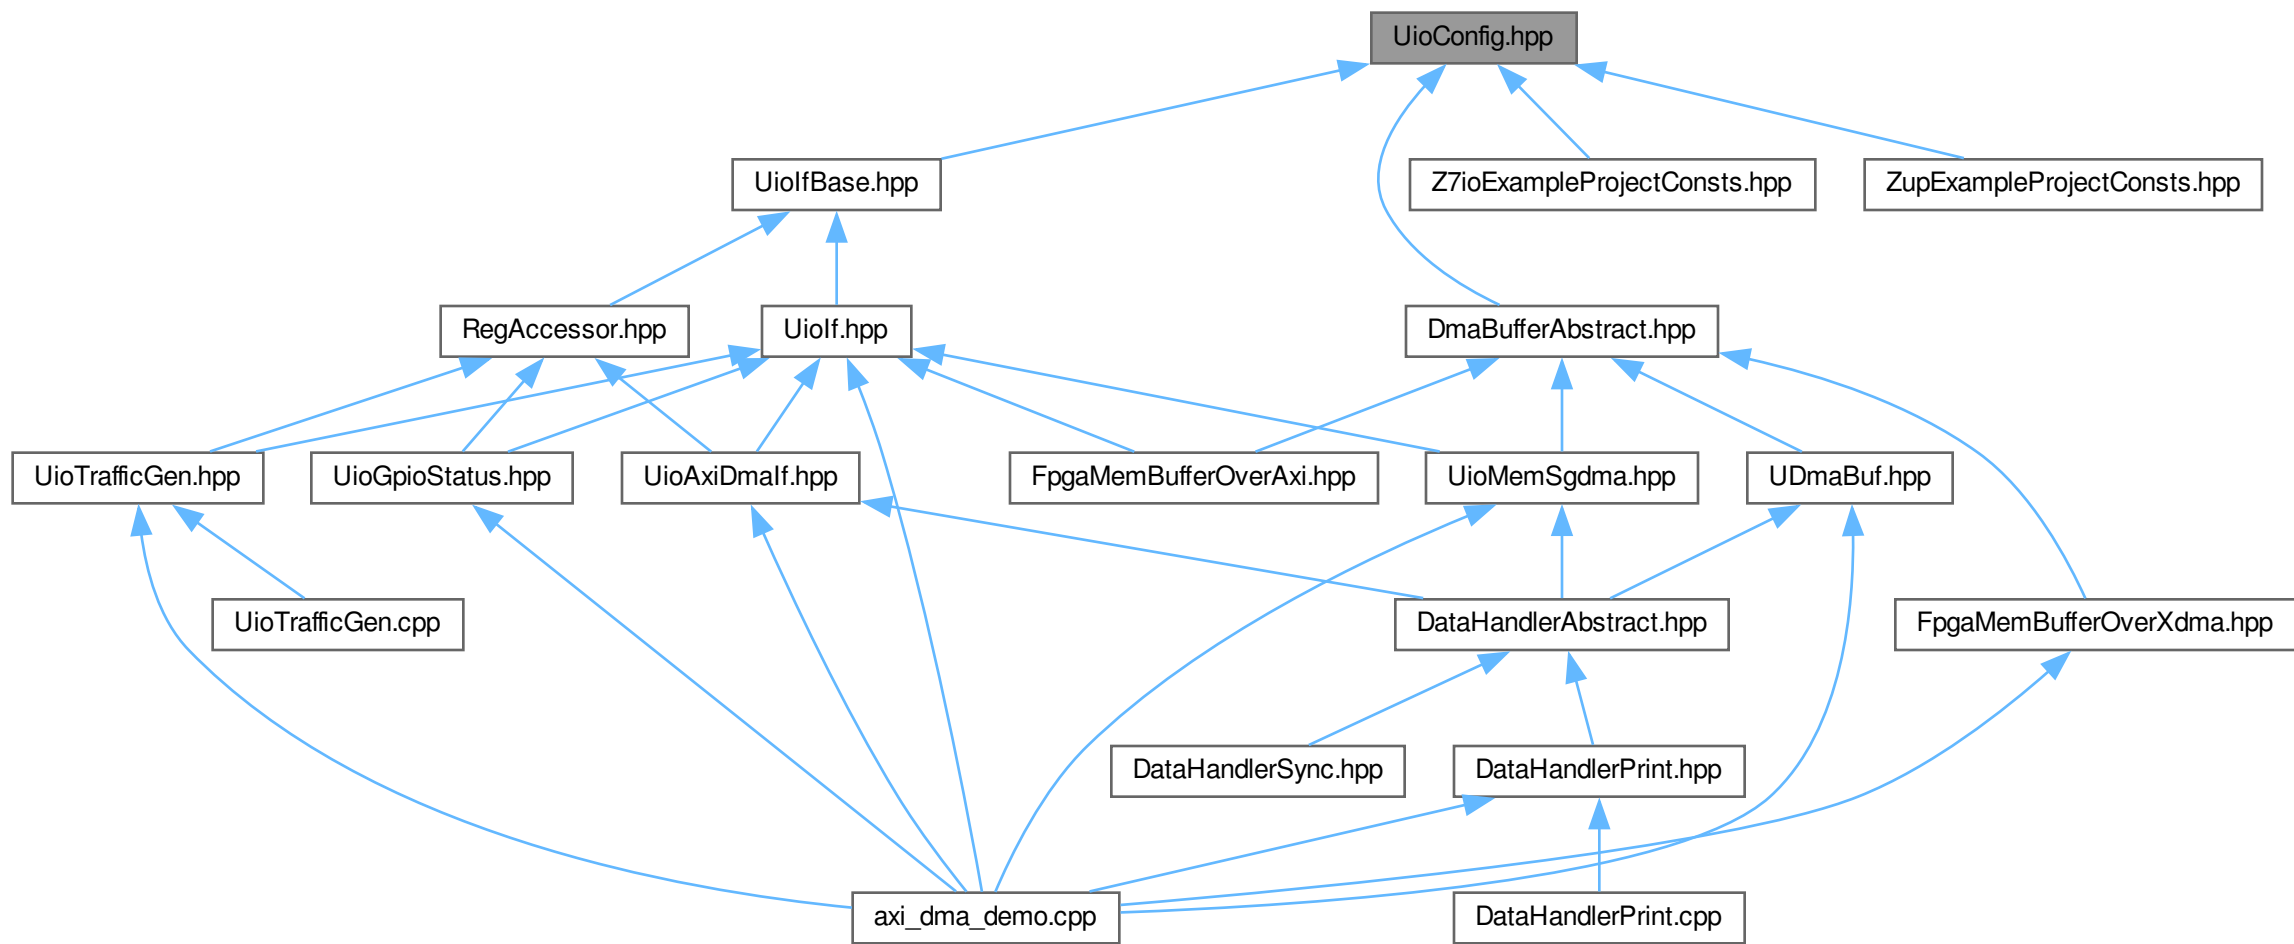 UioConfig.hpp
UioIfBase.hpp
Z7ioExampleProjectConsts.hpp
ZupExampleProjectConsts.hpp
RegAccessor.hpp
UioIf.hpp
DmaBufferAbstract.hpp
UioTrafficGen.hpp
UioGpioStatus.hpp
UioAxiDmaIf.hpp
FpgaMemBufferOverAxi.hpp
UioMemSgdma.hpp
UDmaBuf.hpp
UioTrafficGen.cpp
DataHandlerAbstract.hpp
FpgaMemBufferOverXdma.hpp
DataHandlerSync.hpp
DataHandlerPrint.hpp
axi_dma_demo.cpp
DataHandlerPrint.cpp